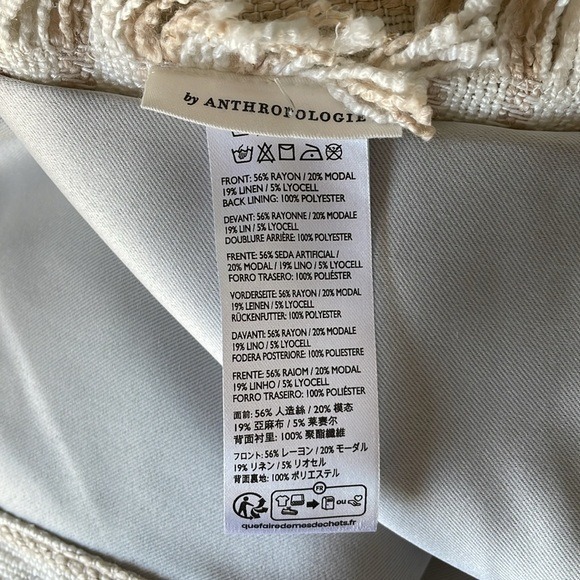 by ANTHROPOLOGIE
FRONT: 56% RAYON / 20% MODAL
19% LINEN / 5% LYOCELL
BACK LINING: 100% POLYESTER
DEVANT: 56% RAYONNE / 20% MODALE
19% LIN / 5% LYOCELL
DOUBLURE ARRIÈRE: 100% POLYESTER
FRENTE: 56% SEDA ARTIFICIAL /
20% MODAL / 19% LINO / 5% LYOCELL
FORRO TRASERO: 100% POLIÉSTER
VORDERSEITE: 56% RAYON / 20% MODAL
19% LEINEN / 5% LYOCELL
RÜCKENFUTTER: 100% POLYESTER
DAVANTI: 56% RAYON / 20% MODALE
19% LINO / 5% LYOCELL
FODERA POSTERIORE: 100% POLIESTERE
FRENTE: 56% RAIOM / 20% MODAL
19% LINHO / 5% LYOCELL
FORRO TRASERO: 100% POLIÉSTER
面前: 56% 人造絲 / 20% 模态
19% 亞麻布 / 5% 莱赛尔
背面衬里: 100% 聚酯纖維
フロント: 56% レーヨン / 20% モーダル
19% リネン / 5% リオセル
背面裏地: 100% ポリエステル
FR
OU
quefairedemesdechets.fr